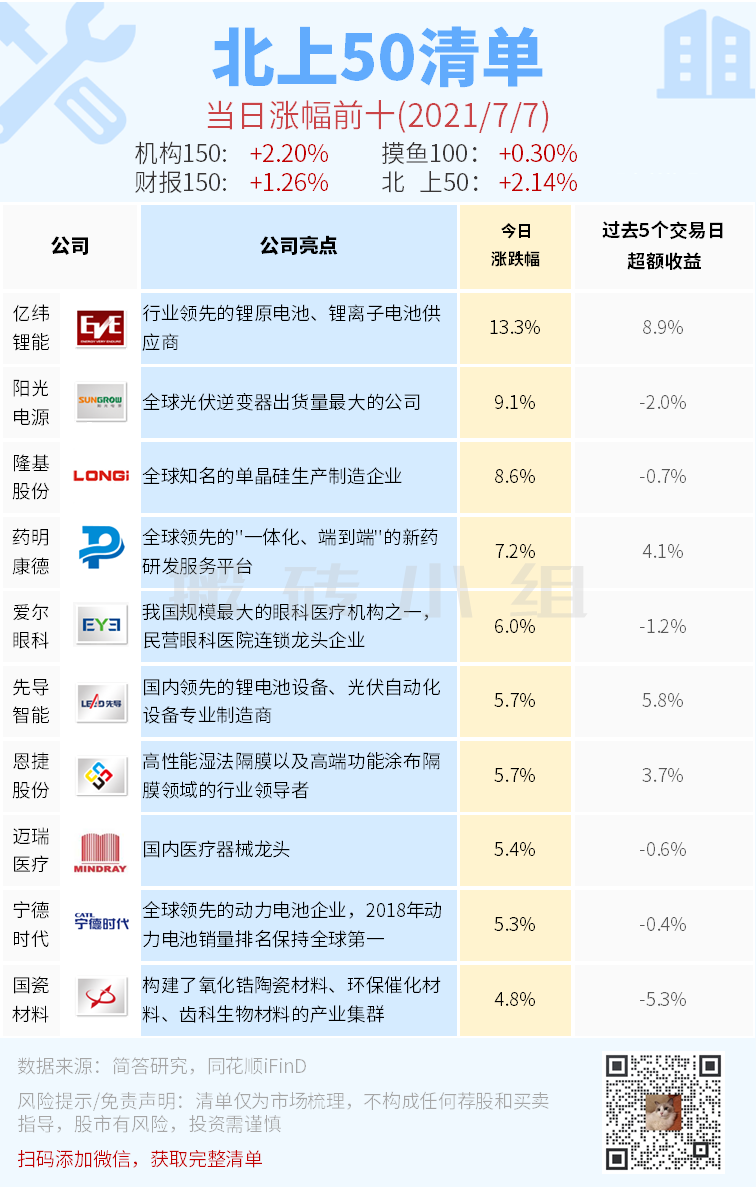 北上50清单
当日涨幅前十(2021/7/7)
机构150: +2.20% 摸鱼100: +0.30%
财报150: +1.26% 北 上50: +2.14%
公司 公司亮点 今日 涨跌幅 过去5个交易日 超额收益
亿纬
锂能
EVE
行业领先的锂原电池、锂离子电池供
应商
13.3% 8.9%
阳光
电源
SUNGROW
全球光伏逆变器出货量最大的公司
9.1% -2.0%
隆基
股份
LONGi
全球知名的单晶硅生产制造企业
8.6% -0.7%
药明
康德
全球领先的"一体化、端到端"的新药
研发服务平台
7.2% 4.1%
爱尔
眼科
EYE
我国规模最大的眼科医疗机构之一，
民营眼科医院连锁龙头企业
6.0% -1.2%
先导
智能
LEAD先导
国内领先的锂电池设备、光伏自动化
设备专业制造商
5.7% 5.8%
恩捷
股份
高性能湿法隔膜以及高端功能涂布隔
膜领域的行业领导者
5.7% 3.7%
迈瑞
医疗
MINDRAY
国内医疗器械龙头
5.4% -0.6%
宁德
时代
CATL
宁德时代
全球领先的动力电池企业，2018年动
力电池销量排名保持全球第一
5.3% -0.4%
国瓷
材料
构建了氧化锆陶瓷材料、环保催化材
料、齿科生物材料的产业集群
4.8% -5.3%
搬砖小组
数据来源：简答研究，同花顺iFinD
风险提示/免责声明：清单仅为市场梳理，不构成任何荐股和买卖
指导，股市有风险，投资需谨慎
扫码添加微信，获取完整清单